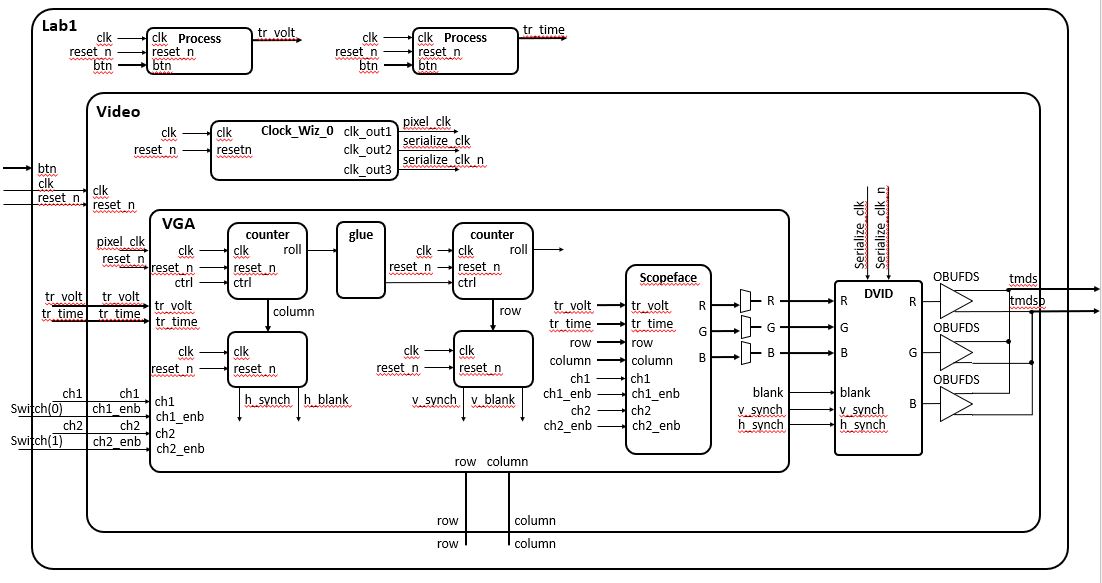 Lab1
clk clk Process tr_volt
reset_n reset_n
btn btn
clk clk Process tr_time
reset_n reset_n
btn btn
Video
clk clk Clock_Wiz_0 clk_out1 pixel_clk
reset_n resetn clk_out2 serialize_clk
clk_out3 serialize_clk_n
btn
clk clk
reset_n reset_n
VGA
pixel_clk
reset_n
counter
clk clk roll
reset_n reset_n
ctrl ctrl
glue
counter
clk clk roll
reset_n reset_n
ctrl
column
row
tr_volt tr_volt tr_volt
tr_time tr_time tr_time
clk clk
reset_n reset_n
h_synch h_blank
clk clk
reset_n reset_n
v_synch v_blank
ch1 ch1 ch1
Switch(0) ch1_enb ch1_enb
ch2 ch2 ch2
Switch(1) ch2_enb ch2_enb
Scopeface
tr_volt tr_volt R R
tr_time tr_time G G
row row
column column B B
ch1 ch1
ch1_enb ch1_enb
ch2 ch2
ch2_enb ch2_enb
Serialize_clk
Serialize_clk_n
DVID
R R
G G
B B
blank blank
v_synch v_synch
h_synch h_synch
OBUFDS
OBUFDS
OBUFDS
tmds
tmdsb
row column
row column
row column